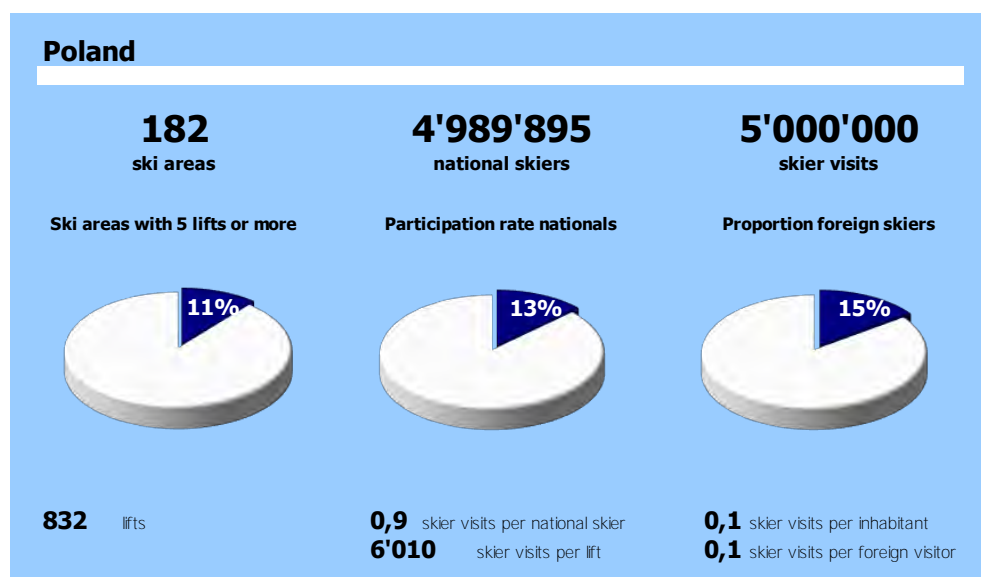 Poland
182
ski areas
4'989'895
national skiers
5'000'000
skier visits
Ski areas with 5 lifts or more
Participation rate nationals
Proportion foreign skiers
11%
13%
15%
832 lifts
0,9 skier visits per national skier
6'010 skier visits per lift
0,1 skier visits per inhabitant
0,1 skier visits per foreign visitor